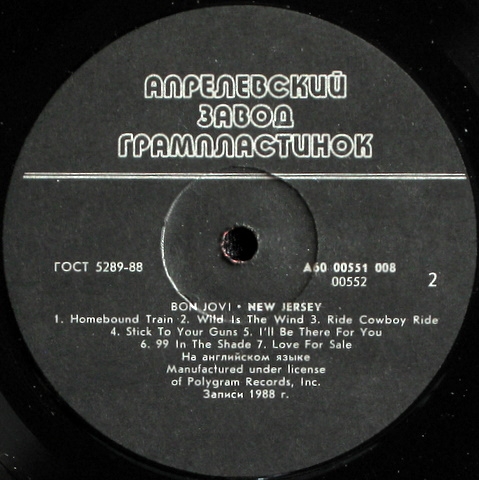 АПРЕЛЕВСКИЙ
ЗАВОД
ГРАМПЛАСТИНОК
ГОСТ 5289-88
А60 00551 008
00552
2
BON JOVI • NEW JERSEY
1. Homebound Train 2. Wild Is The Wind 3. Ride Cowboy Ride
4. Stick To Your Guns 5. I'll Be There For You
6. 99 In The Shade 7. Love For Sale
На английском языке
Manufactured under license
of Polygram Records, Inc.
Записи 1988 г.